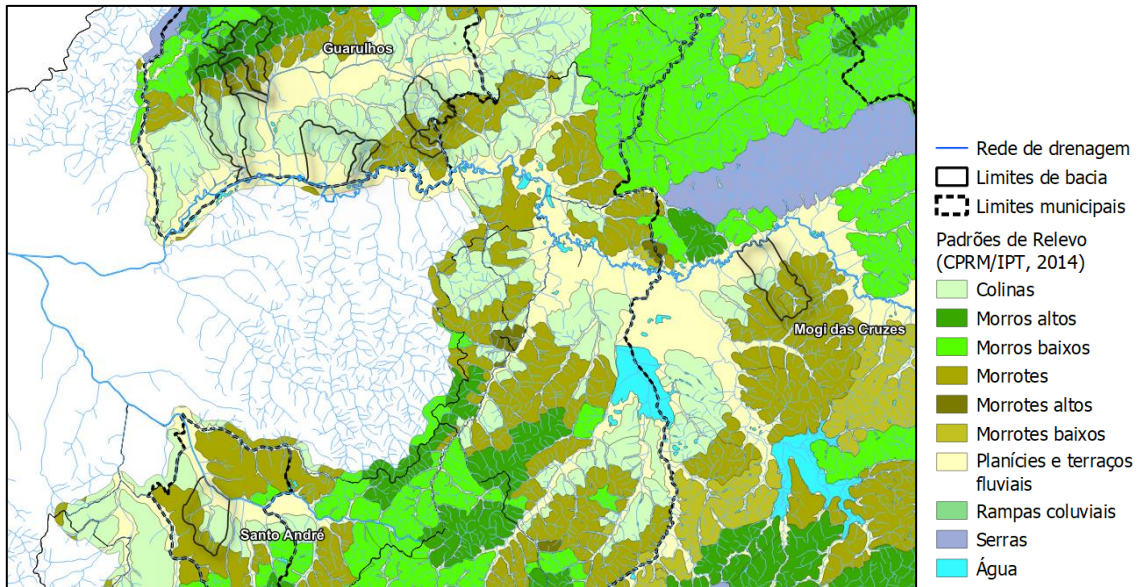 Guarulhos
Mogi das Cruzes
Santo André
Rede de drenagem
Limites de bacia
Limites municipais
Padrões de Relevo
(CPRM/IPT, 2014)
Colinas
Morros altos
Morros baixos
Morrotes
Morrotes altos
Morrotes baixos
Planícies e terraços
fluviais
Rampas coluviais
Serras
Água